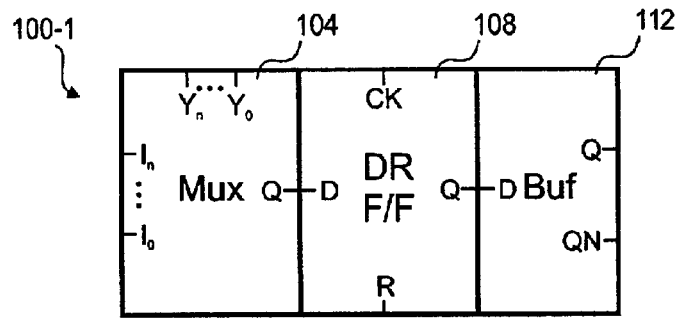 100-1
104
108
112
Yn ... Y0
CK
In
Mux
Q
D
DR
F/F
Q
D
Buf
Q
I0
QN
R